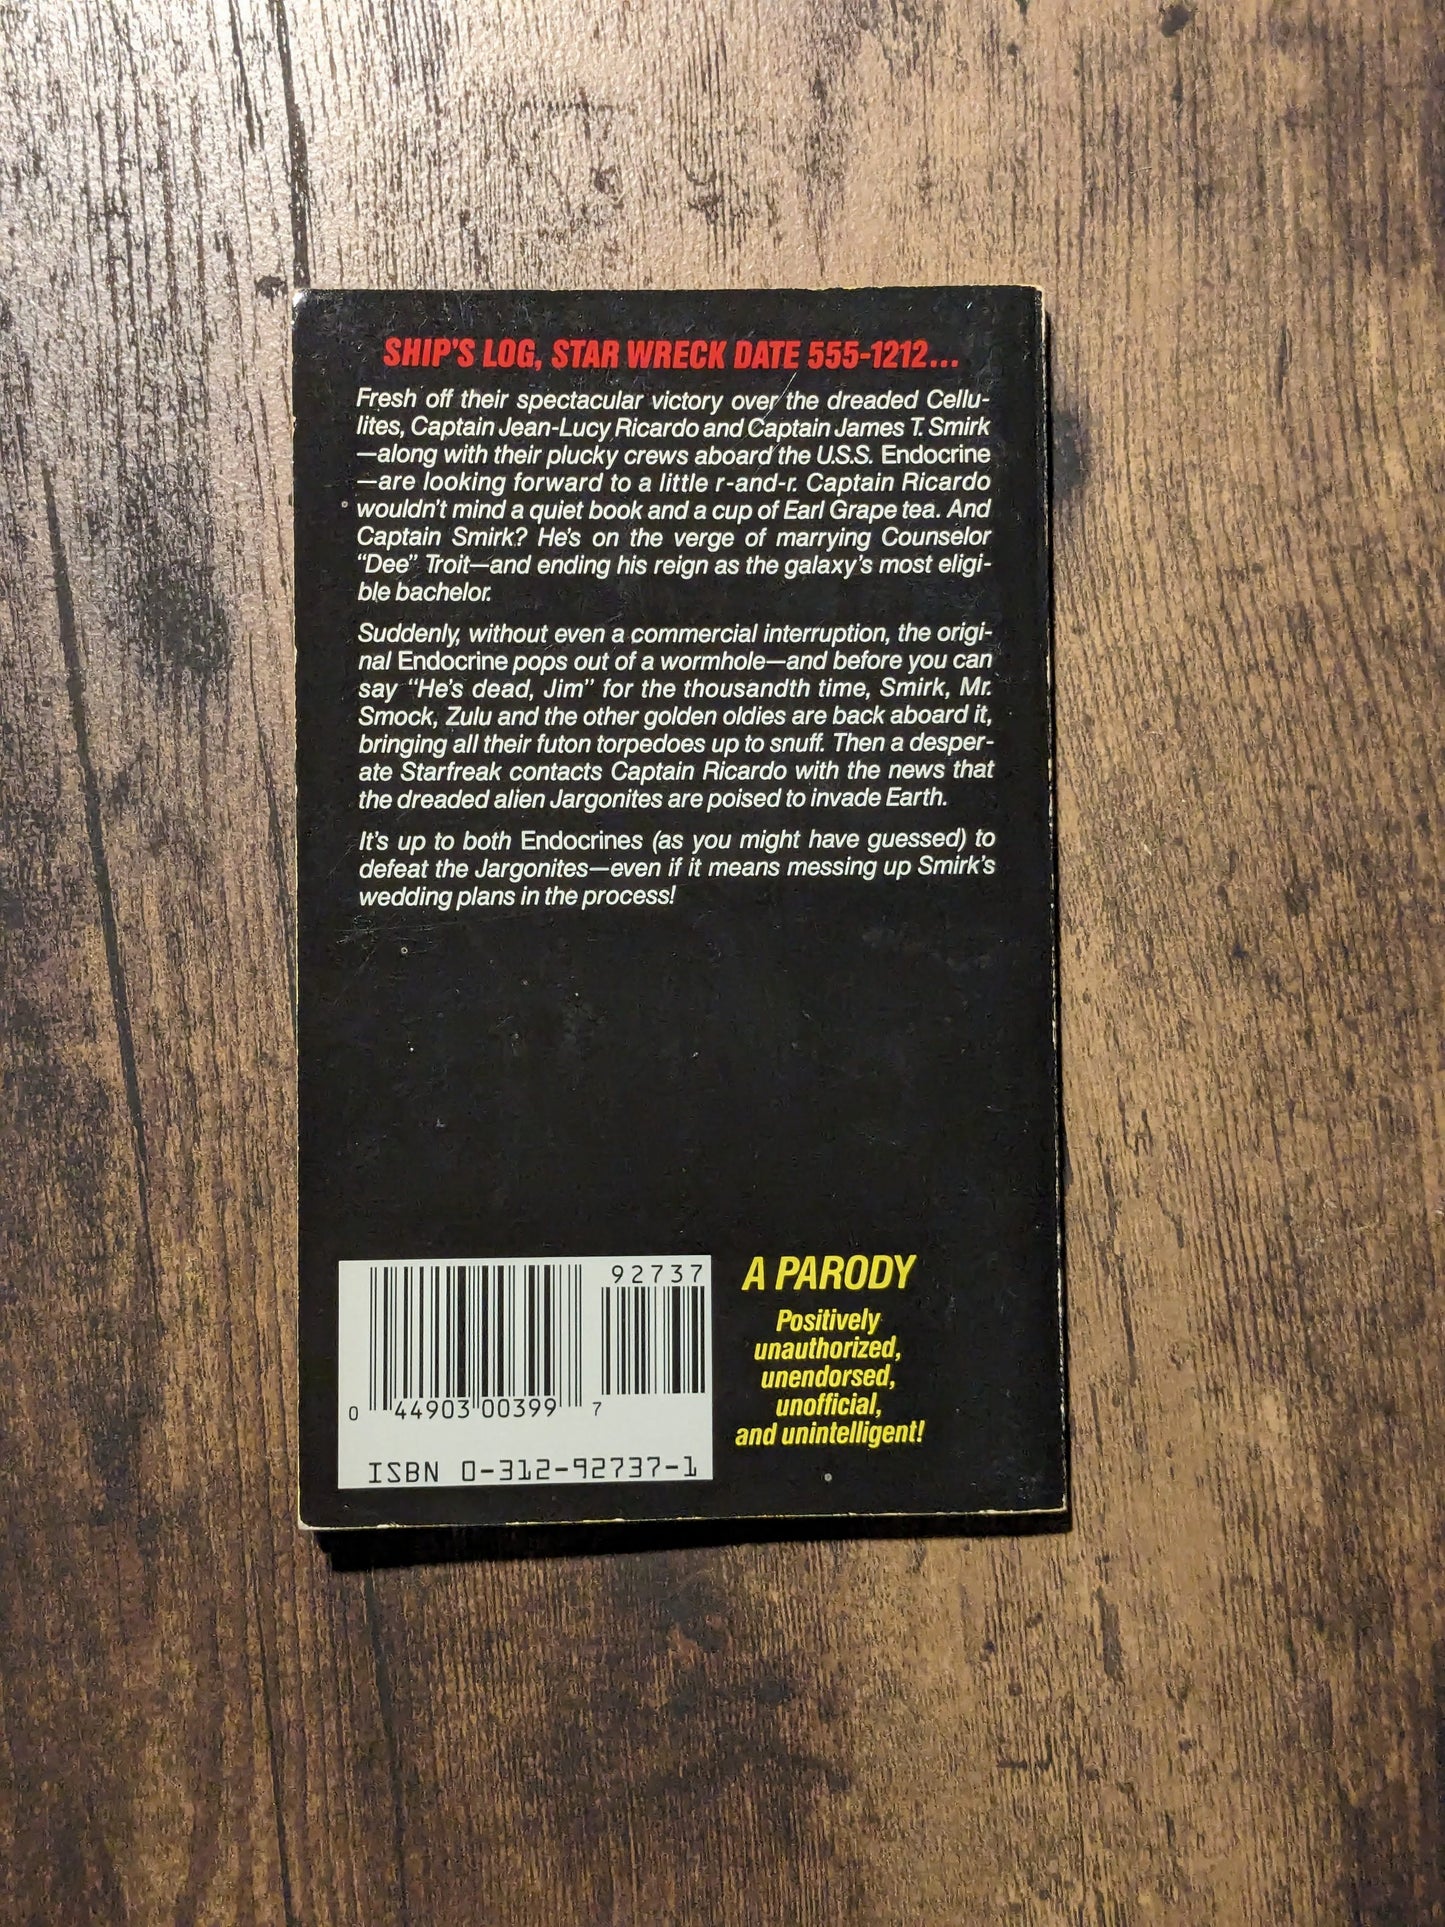 SHIP'S LOG, STAR WRECK DATE 555-1212...
Fresh off their spectacular victory over the dreaded Cellu-
lites, Captain Jean-Lucy Ricardo and Captain James T. Smirk
—along with their plucky crews aboard the U.S.S. Endocrine
—are looking forward to a little r-and-r. Captain Ricardo
wouldn't mind a quiet book and a cup of Earl Grape tea. And
Captain Smirk? He's on the verge of marrying Counselor
"Dee" Troit—and ending his reign as the galaxy's most eligi-
ble bachelor.
Suddenly, without even a commercial interruption, the origi-
nal Endocrine pops out of a wormhole—and before you can
say "He's dead, Jim" for the thousandth time, Smirk, Mr.
Smock, Zulu and the other golden oldies are back aboard it,
bringing all their futon torpedoes up to snuff. Then a desper-
ate Starfreak contacts Captain Ricardo with the news that
the dreaded alien Jargonites are poised to invade Earth.
It's up to both Endocrines (as you might have guessed) to
defeat the Jargonites—even if it means messing up Smirk's
wedding plans in the process!
92737
0 44903 00399 7
ISBN 0-312-92737-1
A PARODY
Positively
unauthorized,
unendorsed,
unofficial,
and unintelligent!